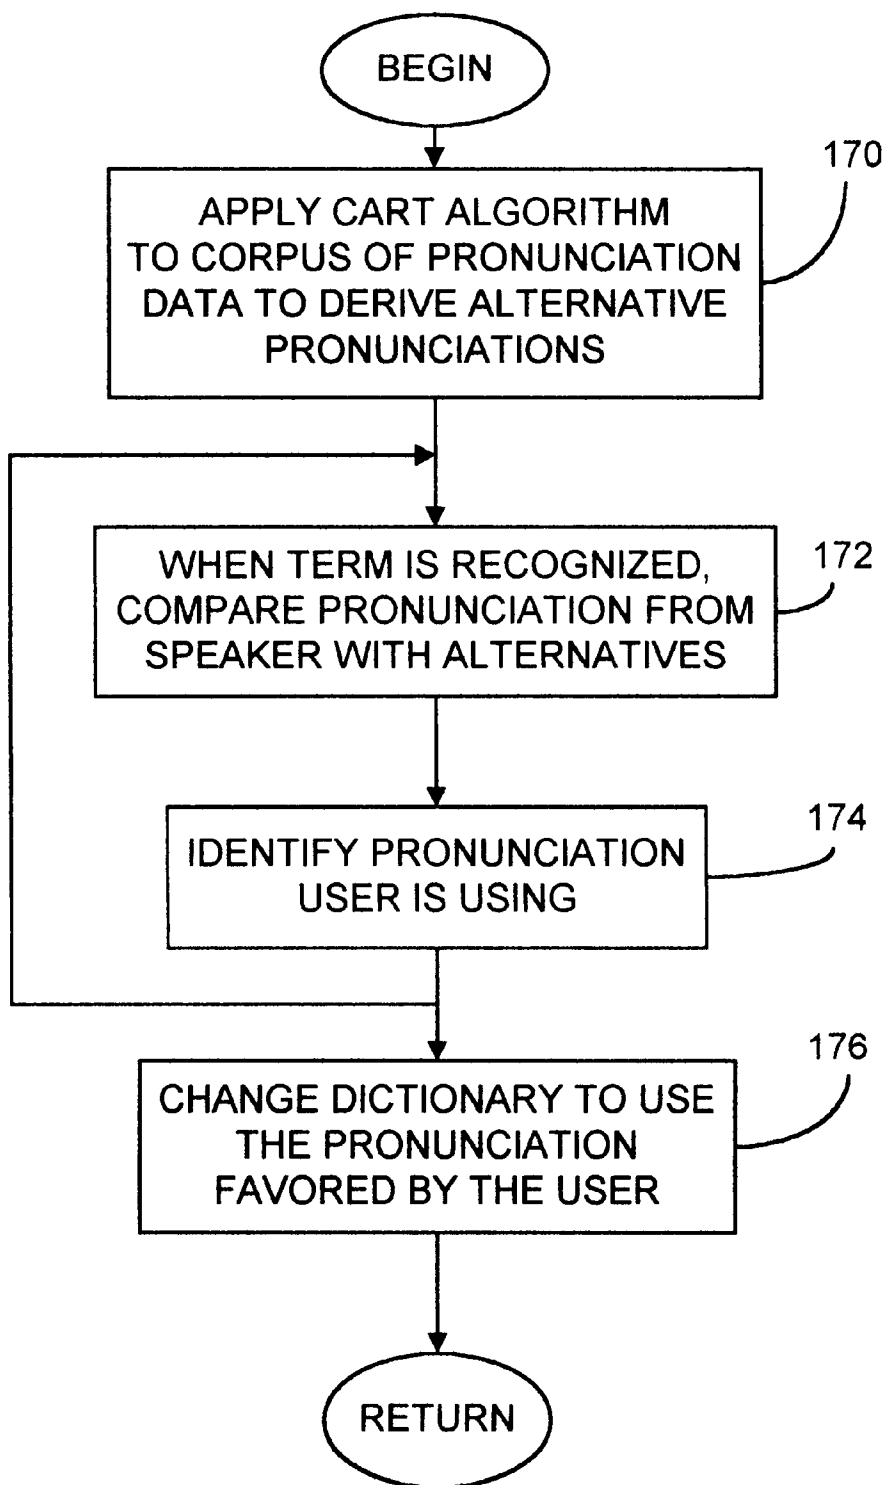 BEGIN
170
APPLY CART ALGORITHM
TO CORPUS OF PRONUNCIATION
DATA TO DERIVE ALTERNATIVE
PRONUNCIATIONS
172
WHEN TERM IS RECOGNIZED,
COMPARE PRONUNCIATION FROM
SPEAKER WITH ALTERNATIVES
174
IDENTIFY PRONUNCIATION
USER IS USING
176
CHANGE DICTIONARY TO USE
THE PRONUNCIATION
FAVORED BY THE USER
RETURN